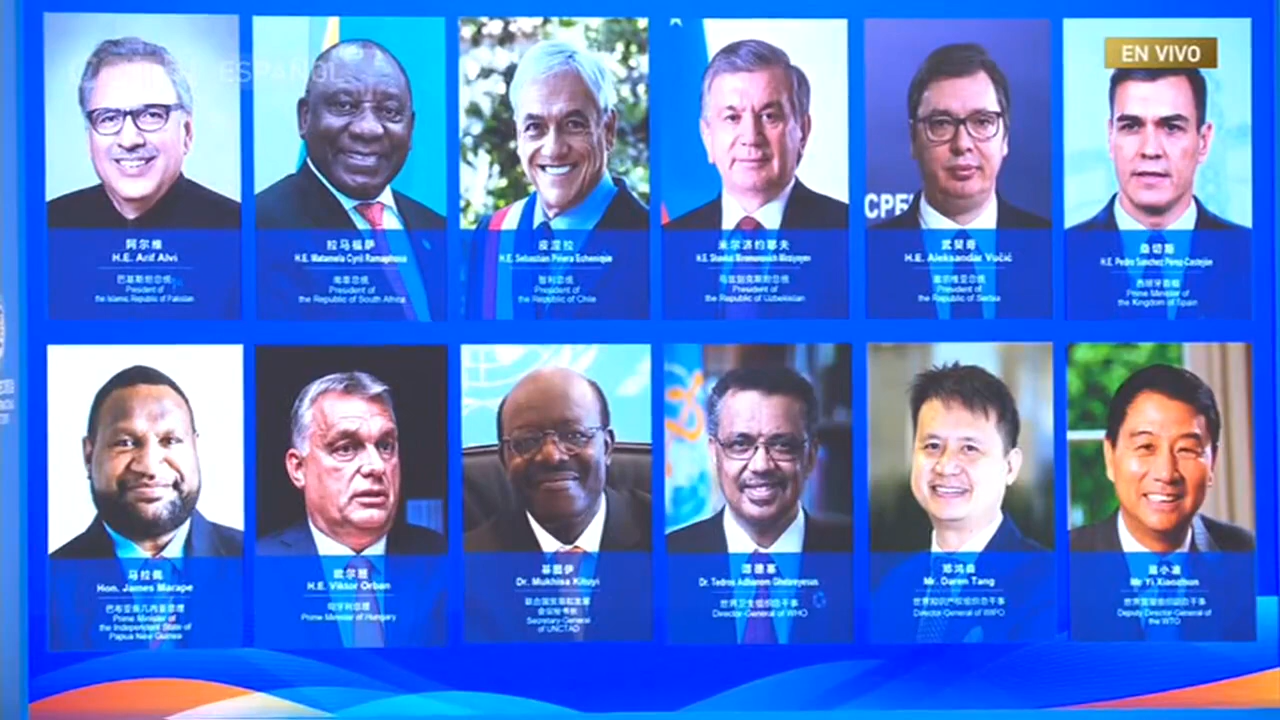 ESPAÑOL
EN VIVO
CPEI
阿尔维
H.E. Arif Alvi
巴基斯坦总统
President of
the Islamic Republic of Pakistan
拉马福萨
H.E. Matamela Cyril Ramaphosa
南非总统
President of
the Republic of South Africa
皮涅拉
H.E. Sebastián Piñera Echenique
智利总统
President of
the Republic of Chile
米尔济约耶夫
H.E. Shavkat Miromonovich Mirziyoyev
乌兹别克斯坦总统
President of
the Republic of Uzbekistan
武契奇
H.E. Aleksandar Vučić
塞尔维亚总统
President of
the Republic of Serbia
桑切斯
H.E. Pedro Sánchez Pérez-Castejón
西班牙首相
Prime Minister of
the Kingdom of Spain
马拉佩
Hon. James Marape
巴布亚新几内亚总理
Prime Minister of
the Independent State of
Papua New Guinea
欧尔班
H.E. Viktor Orban
匈牙利总理
Prime Minister of Hungary
基图伊
Dr. Mukhisa Kituyi
联合国贸易和发展
会议秘书长
Secretary-General
of UNCTAD
谭德塞
Dr. Tedros Adhanom Ghebreyesus
世界卫生组织总干事
Director-General of WHO
邓鸿森
Mr. Daren Tang
世界知识产权组织总干事
Director General of WIPO
易小准
Mr Yi Xiaozhun
世界贸易组织副总干事
Deputy Director-General of
the WTO